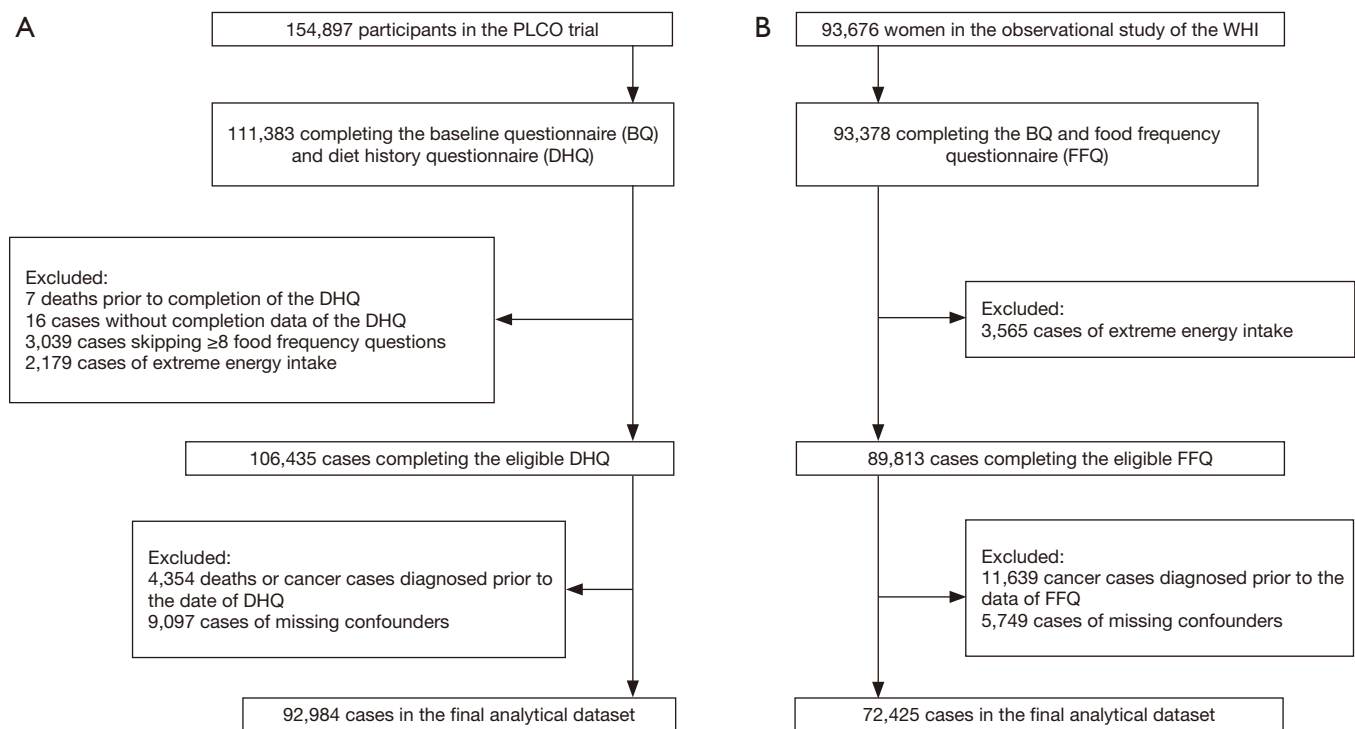 A
154,897 participants in the PLCO trial
111,383 completing the baseline questionnaire (BQ)
and diet history questionnaire (DHQ)
Excluded:
7 deaths prior to completion of the DHQ
16 cases without completion data of the DHQ
3,039 cases skipping ≥8 food frequency questions
2,179 cases of extreme energy intake
106,435 cases completing the eligible DHQ
Excluded:
4,354 deaths or cancer cases diagnosed prior to
the date of DHQ
9,097 cases of missing confounders
92,984 cases in the final analytical dataset
B
93,676 women in the observational study of the WHI
93,378 completing the BQ and food frequency
questionnaire (FFQ)
Excluded:
3,565 cases of extreme energy intake
89,813 cases completing the eligible FFQ
Excluded:
11,639 cancer cases diagnosed prior to the
data of FFQ
5,749 cases of missing confounders
72,425 cases in the final analytical dataset